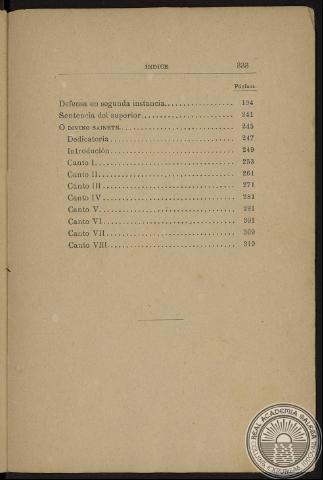 ÍNDICE 333
Páginas
Defensa en segunda instancia.................. 194
Sentencia del superior......................... 241
O DIVINO SAINETE............................... 245
Dedicatoria.................................. 247
Introdución.................................. 249
Canto I...................................... 253
Canto II..................................... 261
Canto III.................................... 271
Canto IV..................................... 281
Canto V...................................... 291
Canto VI..................................... 301
Canto VII.................................... 309
Canto VIII................................... 319
REAL ACADEMIA GALEGA